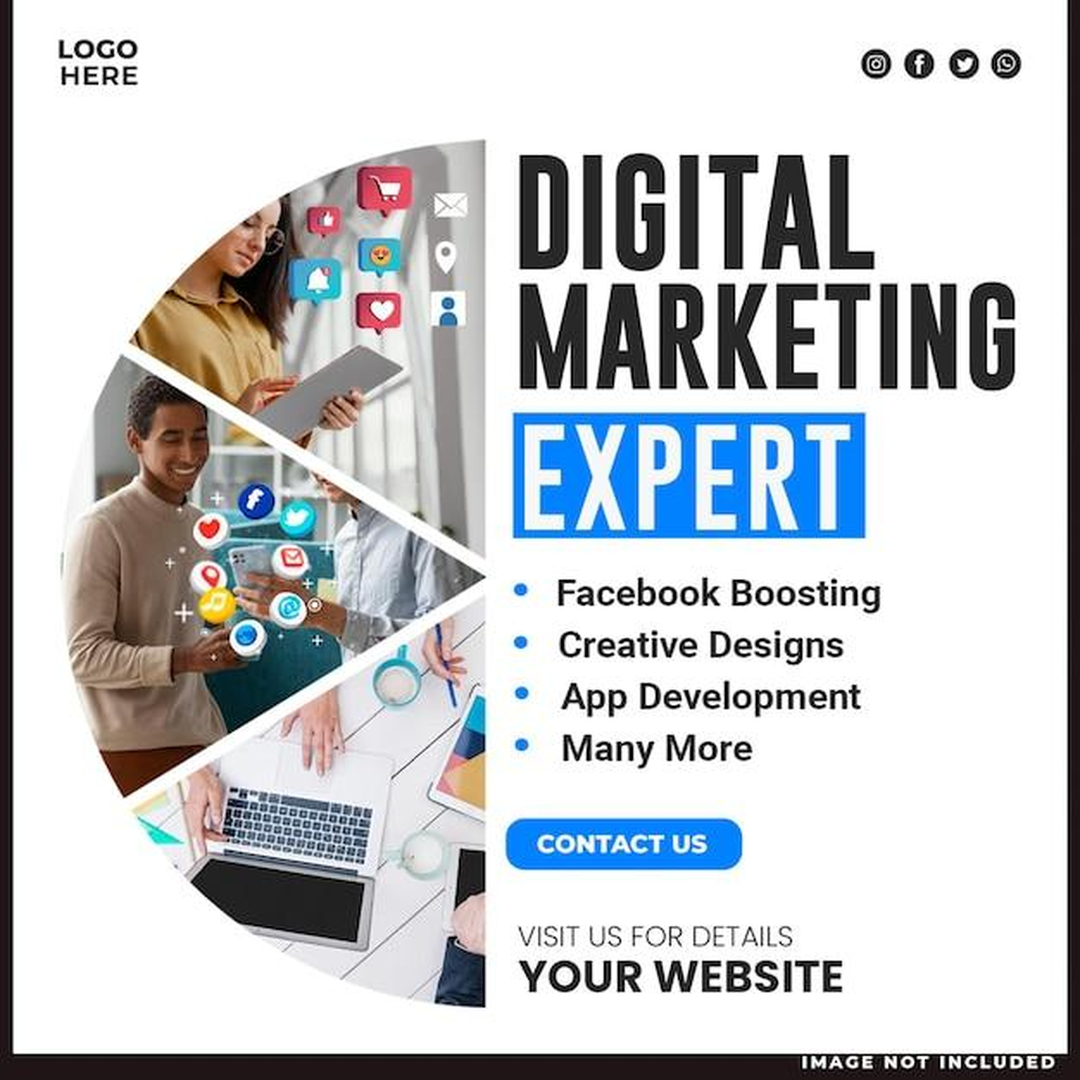 LOGO
HERE
DIGITAL
MARKETING
EXPERT
Facebook Boosting
Creative Designs
App Development
Many More
CONTACT US
VISIT US FOR DETAILS
YOUR WEBSITE
IMAGE NOT INCLUDED